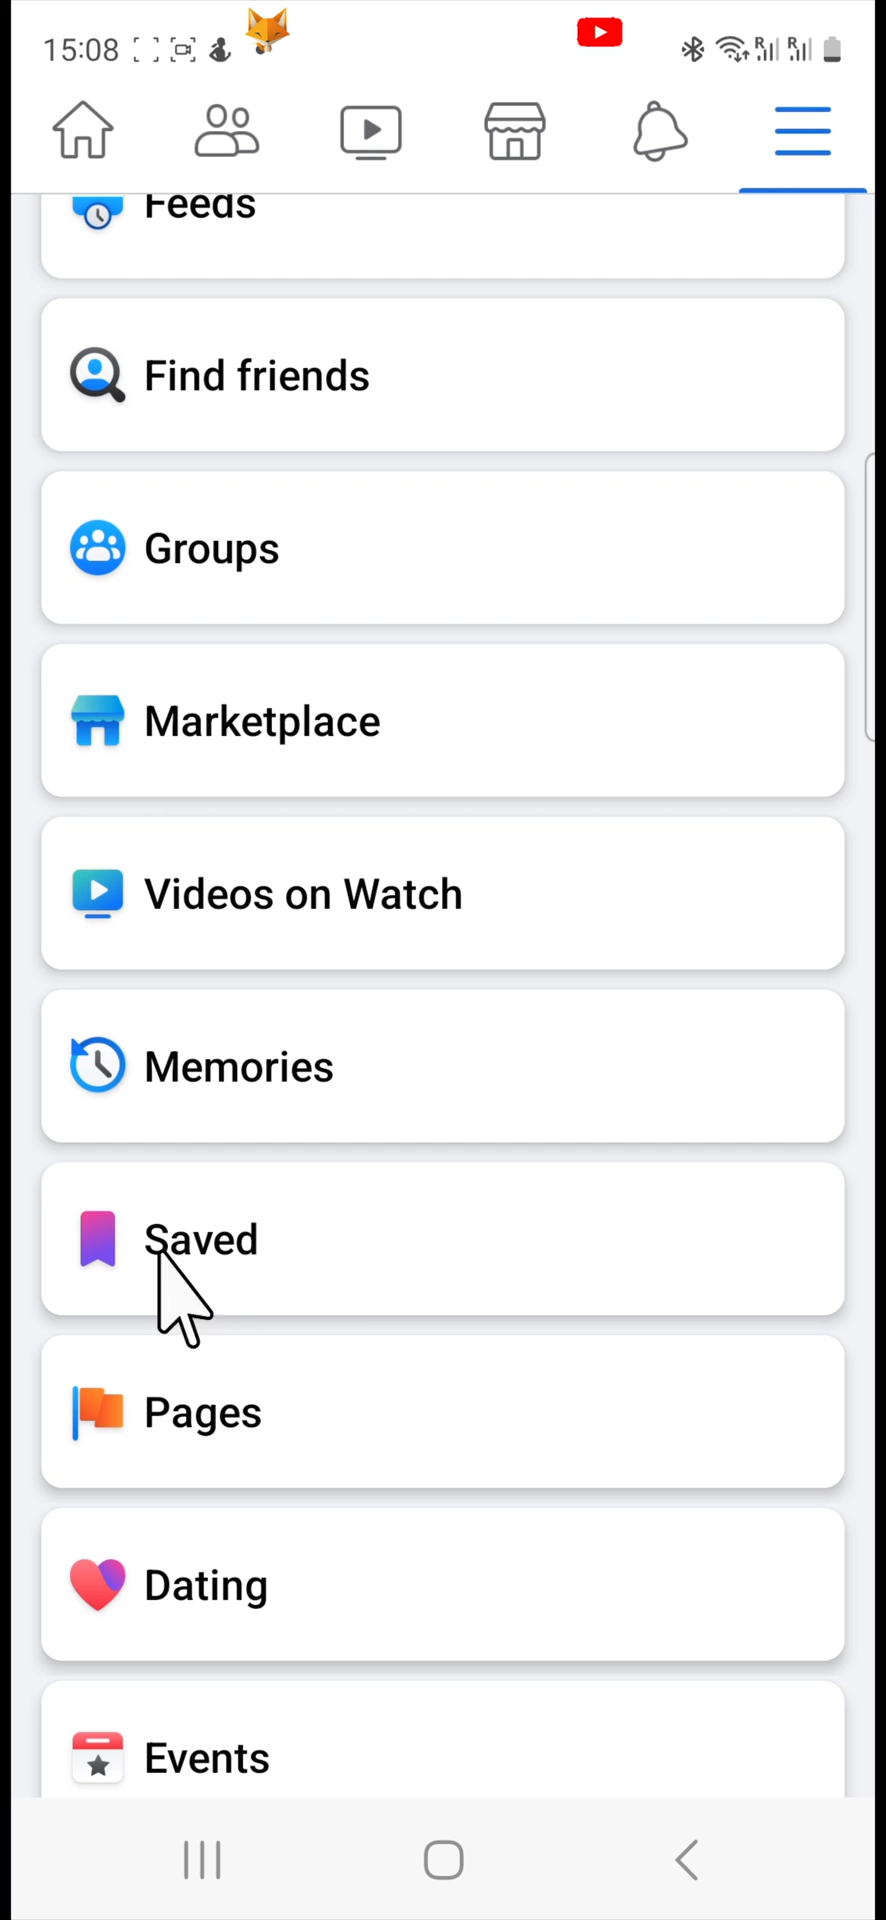 15:08
Feeds
Find friends
Groups
Marketplace
Videos on Watch
Memories
Saved
Pages
Dating
Events